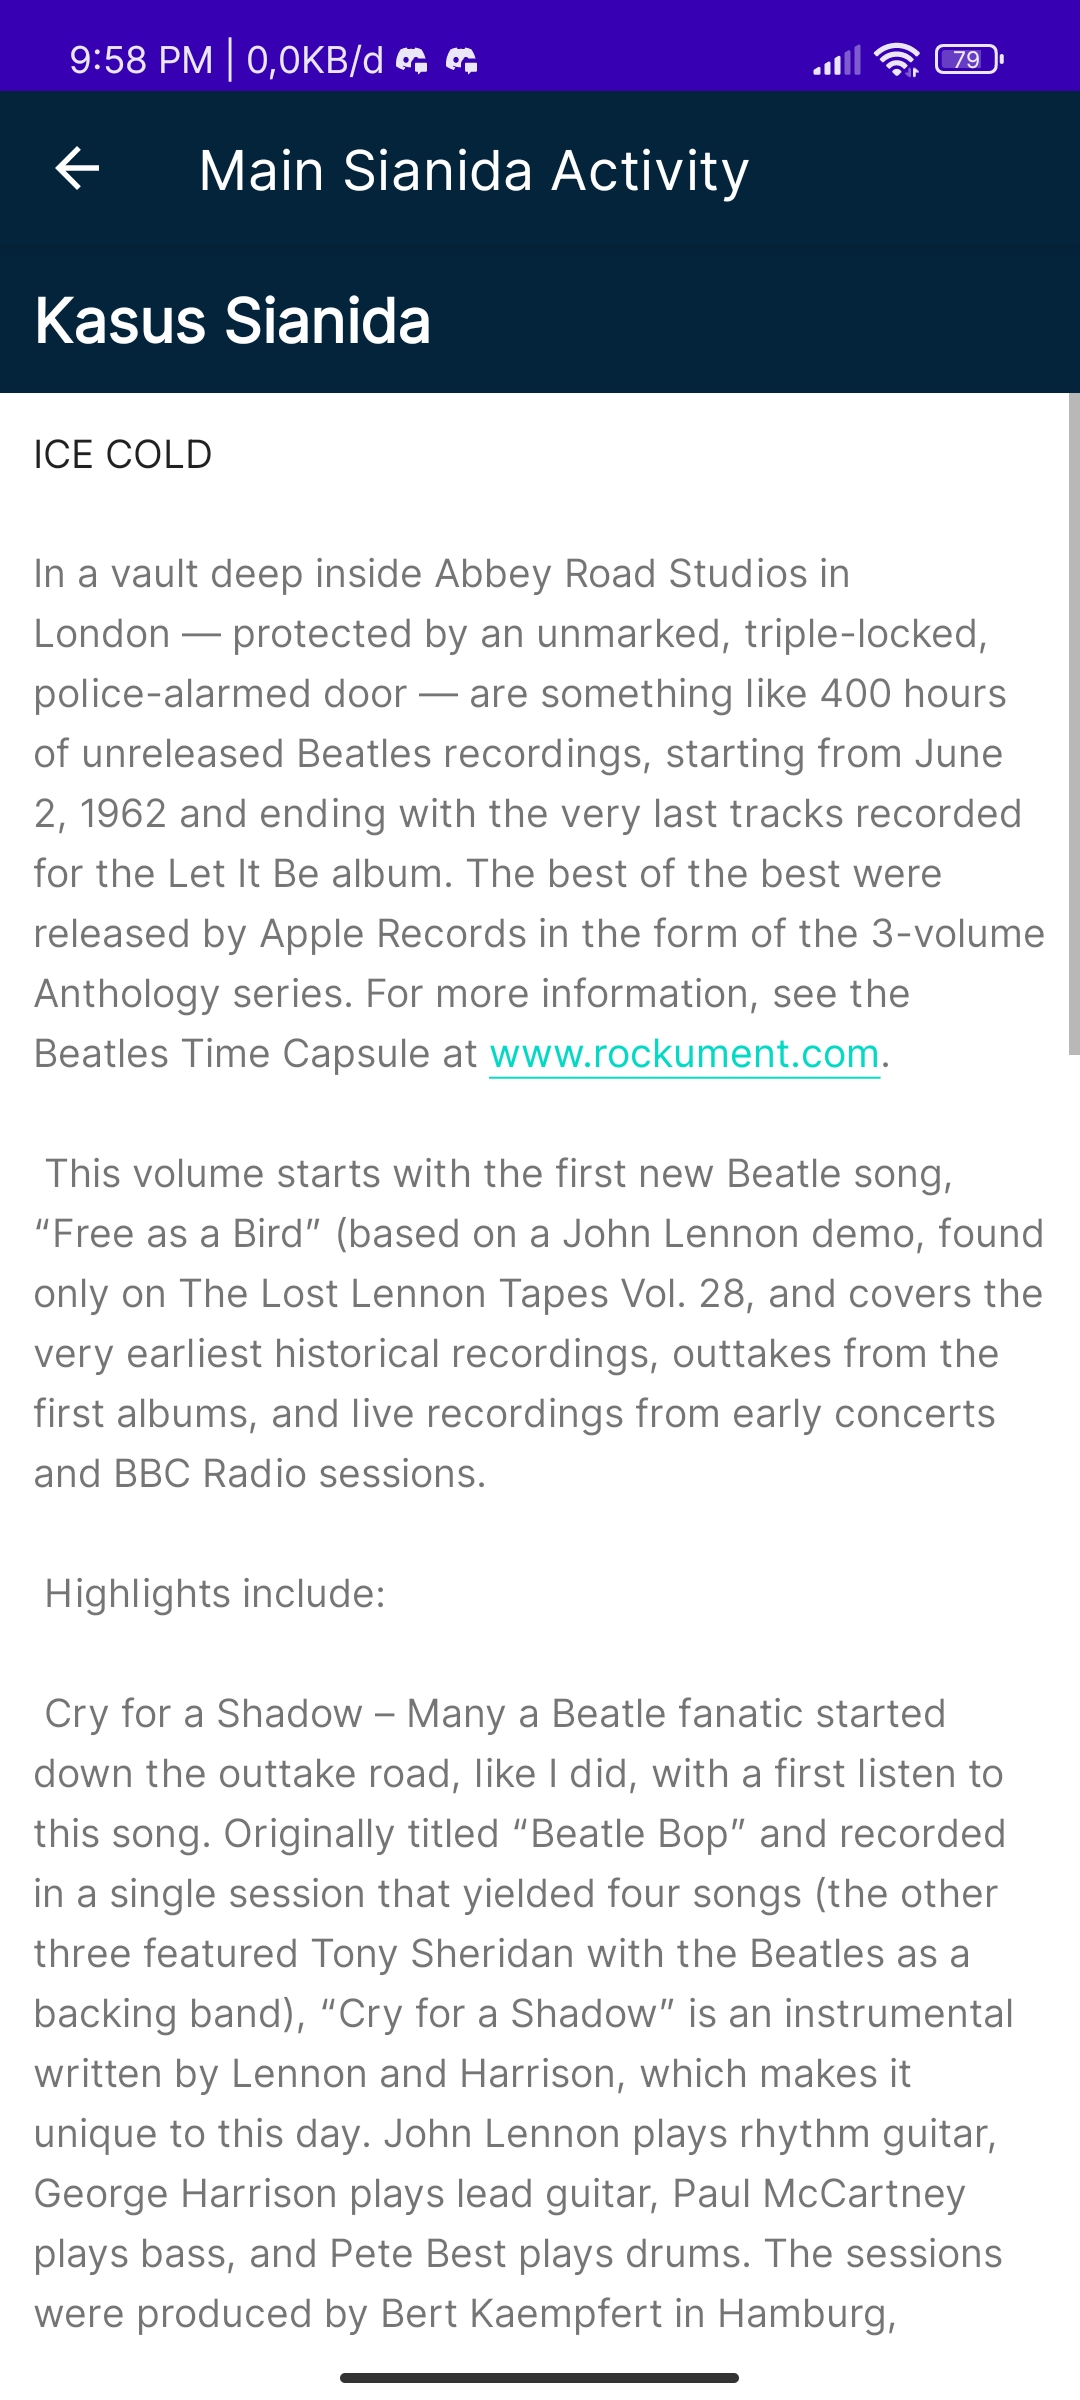 9:58 PM | 0,0KB/d
79
Main Sianida Activity
Kasus Sianida
ICE COLD
In a vault deep inside Abbey Road Studios in
London — protected by an unmarked, triple-locked,
police-alarmed door — are something like 400 hours
of unreleased Beatles recordings, starting from June
2, 1962 and ending with the very last tracks recorded
for the Let It Be album. The best of the best were
released by Apple Records in the form of the 3-volume
Anthology series. For more information, see the
Beatles Time Capsule at www.rockument.com.
This volume starts with the first new Beatle song,
“Free as a Bird” (based on a John Lennon demo, found
only on The Lost Lennon Tapes Vol. 28, and covers the
very earliest historical recordings, outtakes from the
first albums, and live recordings from early concerts
and BBC Radio sessions.
Highlights include:
Cry for a Shadow – Many a Beatle fanatic started
down the outtake road, like I did, with a first listen to
this song. Originally titled “Beatle Bop” and recorded
in a single session that yielded four songs (the other
three featured Tony Sheridan with the Beatles as a
backing band), “Cry for a Shadow” is an instrumental
written by Lennon and Harrison, which makes it
unique to this day. John Lennon plays rhythm guitar,
George Harrison plays lead guitar, Paul McCartney
plays bass, and Pete Best plays drums. The sessions
were produced by Bert Kaempfert in Hamburg,